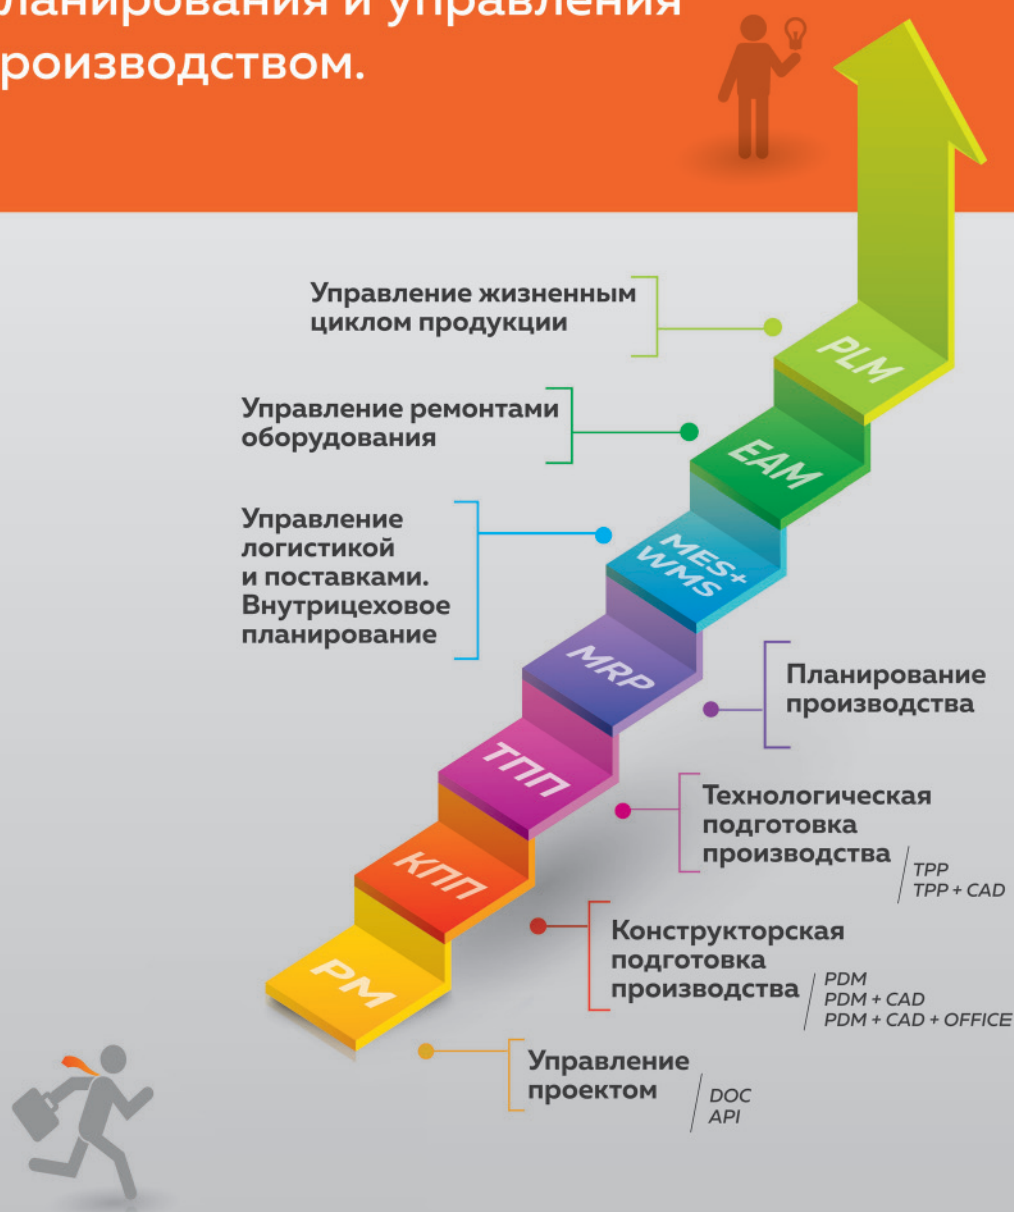 ланирования и управления
роизводством.
Управление жизненным
циклом продукции
PLM
Управление ремонтами
оборудования
EAM
Управление
логистикой
и поставками.
Внутрицеховое
планирование
MES+
WMS
MRP
Планирование
производства
ТПП
Технологическая
подготовка
производства
TPP
TPP + CAD
КПП
Конструкторская
подготовка
производства
PDM
PDM + CAD
PDM + CAD + OFFICE
PM
Управление
проектом
DOC
API